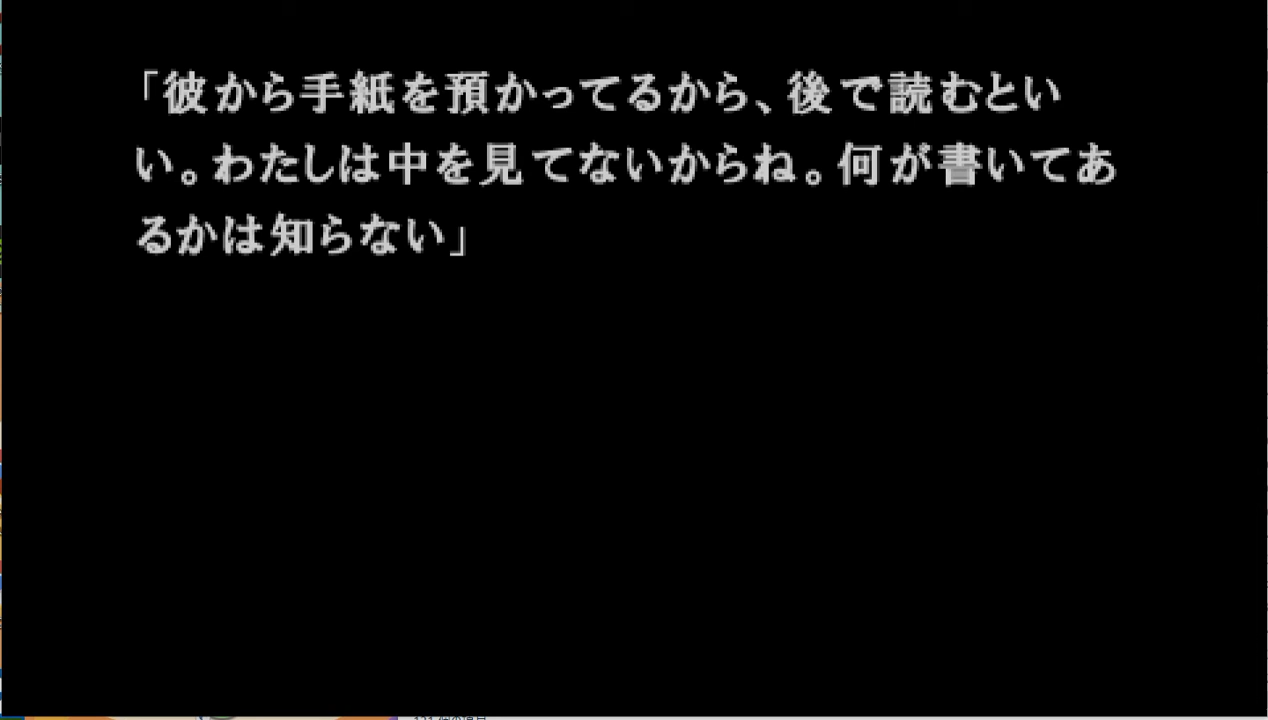 「彼から手紙を預かってるから、後で読むとい
い。わたしは中を見てないからね。何が書いてあ
るかは知らない」